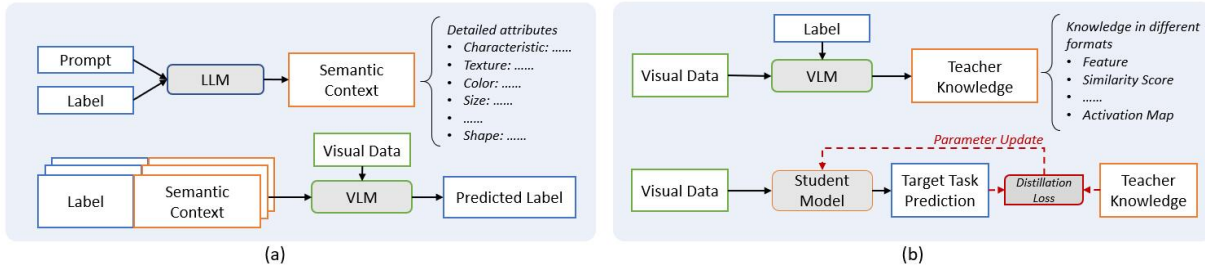 Prompt
Label
LLM
Semantic
Context
Detailed attributes
• Characteristic: ......
• Texture: ......
• Color: ......
• Size: ......
• ......
• Shape: ......
Label
Semantic
Context
Visual Data
VLM
Predicted Label
(a)
Label
Visual Data
VLM
Teacher
Knowledge
Knowledge in different
formats
• Feature
• Similarity Score
• ......
• Activation Map
Parameter Update
Visual Data
Student
Model
Target Task
Prediction
Distillation
Loss
Teacher
Knowledge
(b)